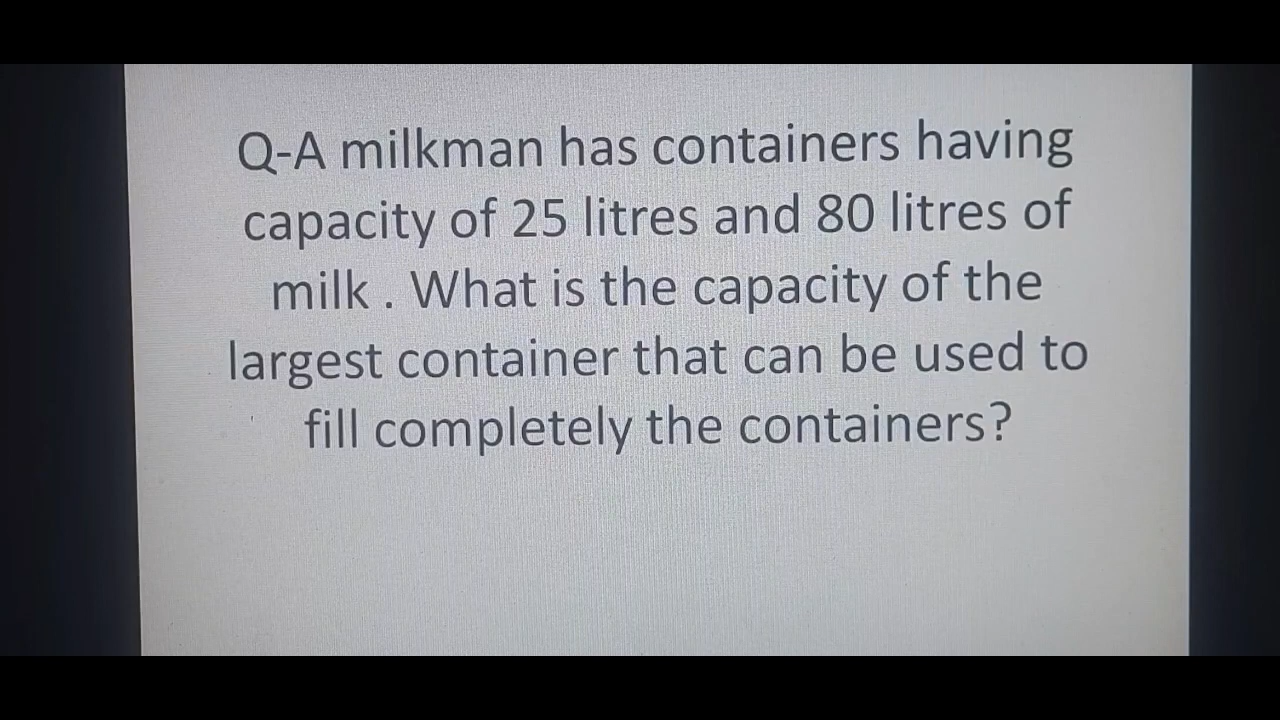 Q-A milkman has containers having
capacity of 25 litres and 80 litres of
milk . What is the capacity of the
largest container that can be used to
fill completely the containers?